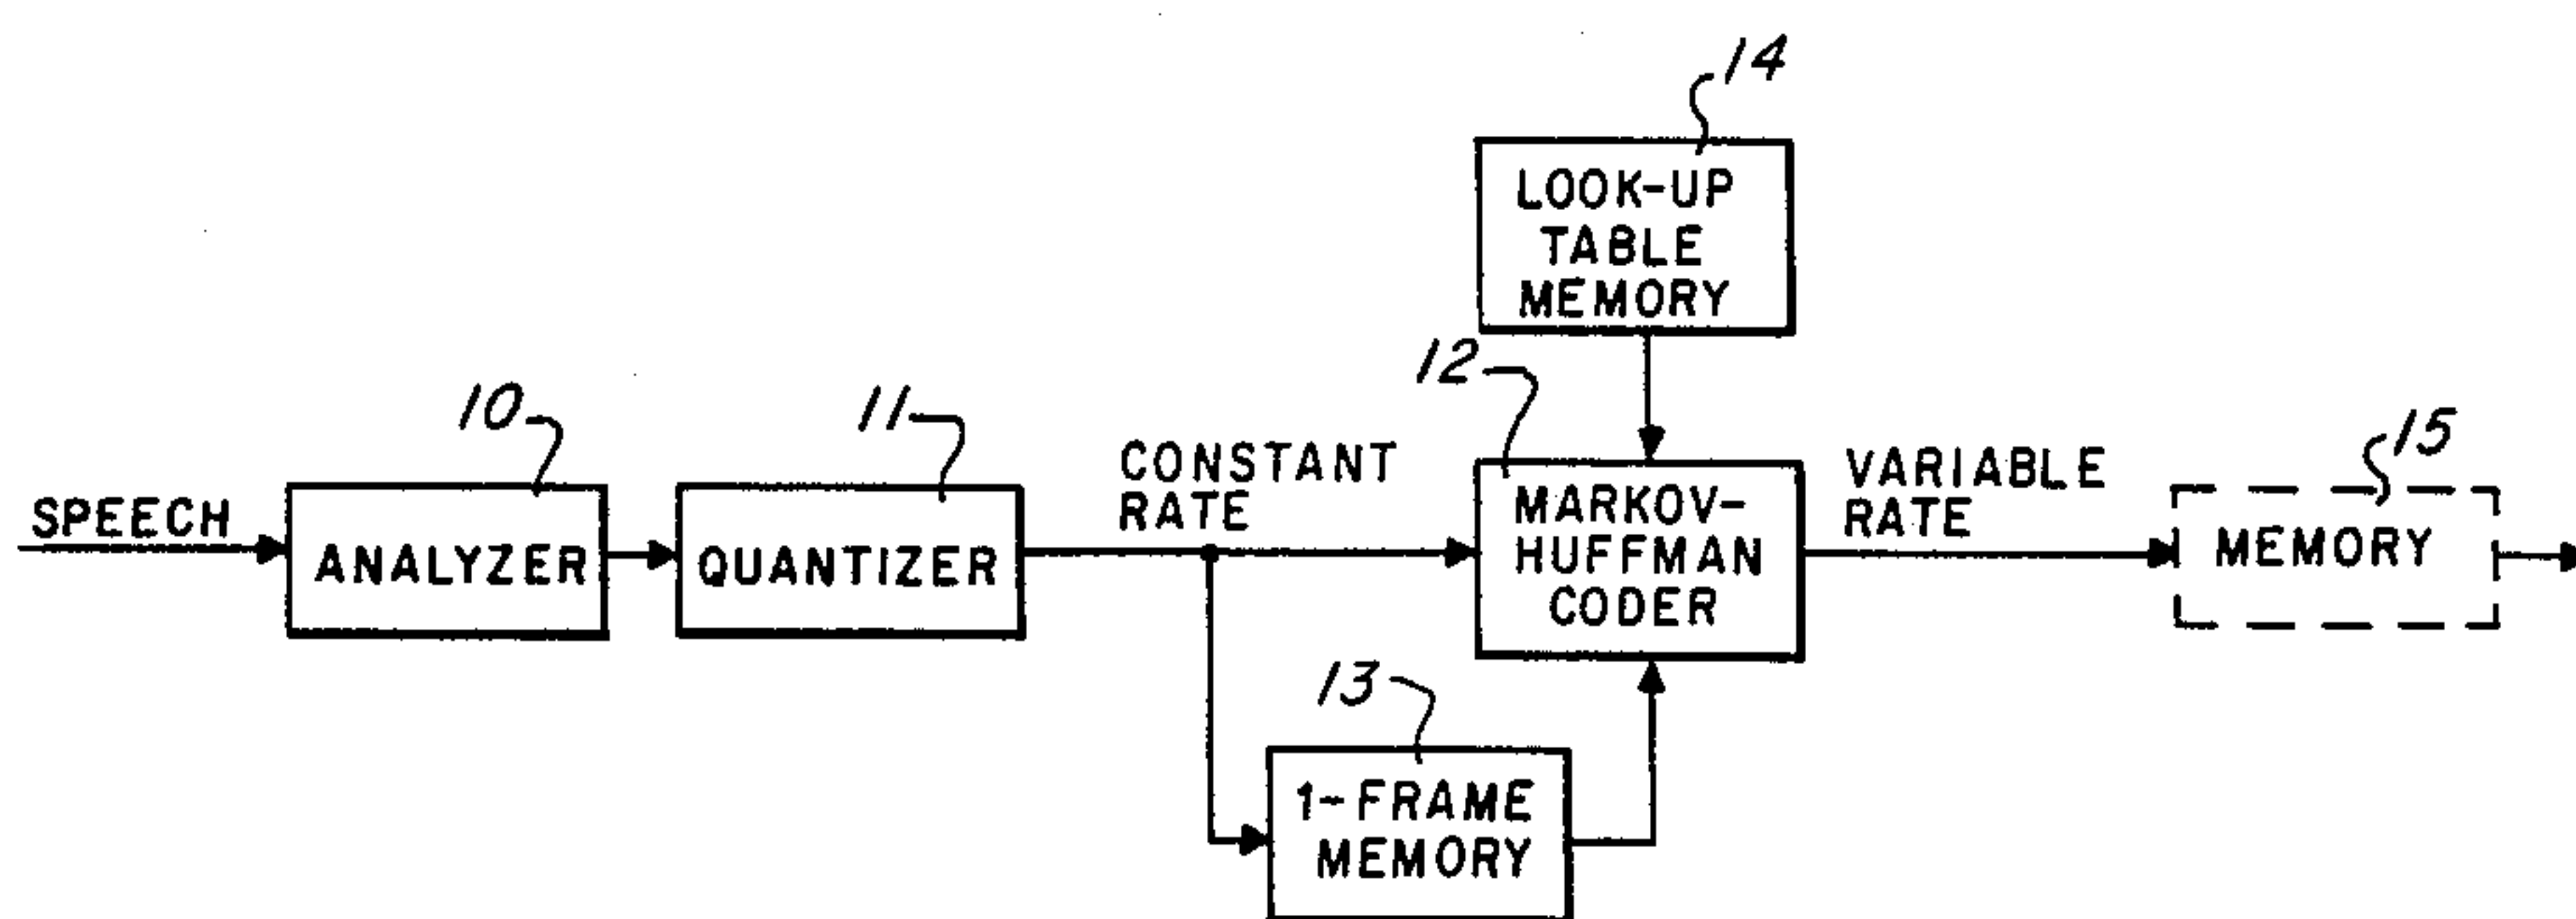 14
LOOK-UP
TABLE
MEMORY
12
10
11
15
CONSTANT
RATE
VARIABLE
RATE
SPEECH
ANALYZER
QUANTIZER
MARKOV-
HUFFMAN
CODER
MEMORY
13
1-FRAME
MEMORY